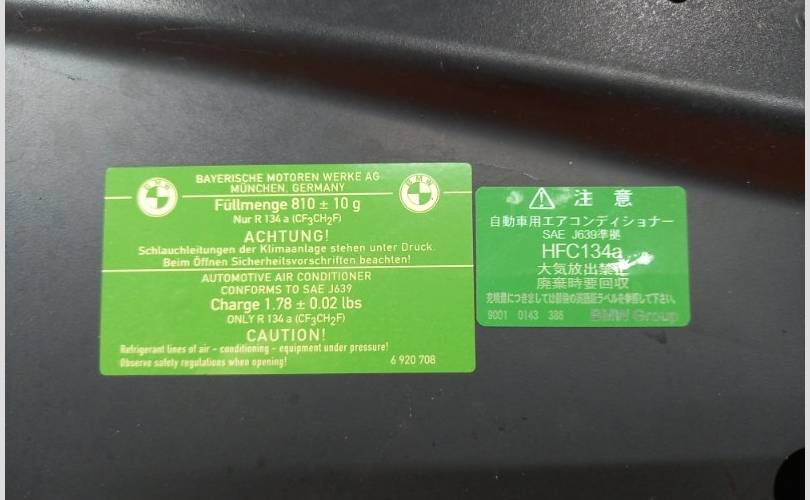 BMW
BMW
BAYERISCHE MOTOREN WERKE AG
MÜNCHEN, GERMANY
Füllmenge 810 ± 10 g
Nur R 134 a (CF3CH2F)
ACHTUNG!
Schlauchleitungen der Klimaanlage stehen unter Druck.
Beim Öffnen Sicherheitsvorschriften beachten!
AUTOMOTIVE AIR CONDITIONER
CONFORMS TO SAE J639
Charge 1.78 ± 0.02 lbs
ONLY R 134 a (CF3CH2F)
CAUTION!
Refrigerant lines of air – conditioning – equipment under pressure!
Observe safety regulations when opening!
6 920 708
注 意
自動車用エアコンディショナー
SAE J639準拠
HFC134a
大気放出禁止
廃棄時要回収
9001 0143 386
BMW Group